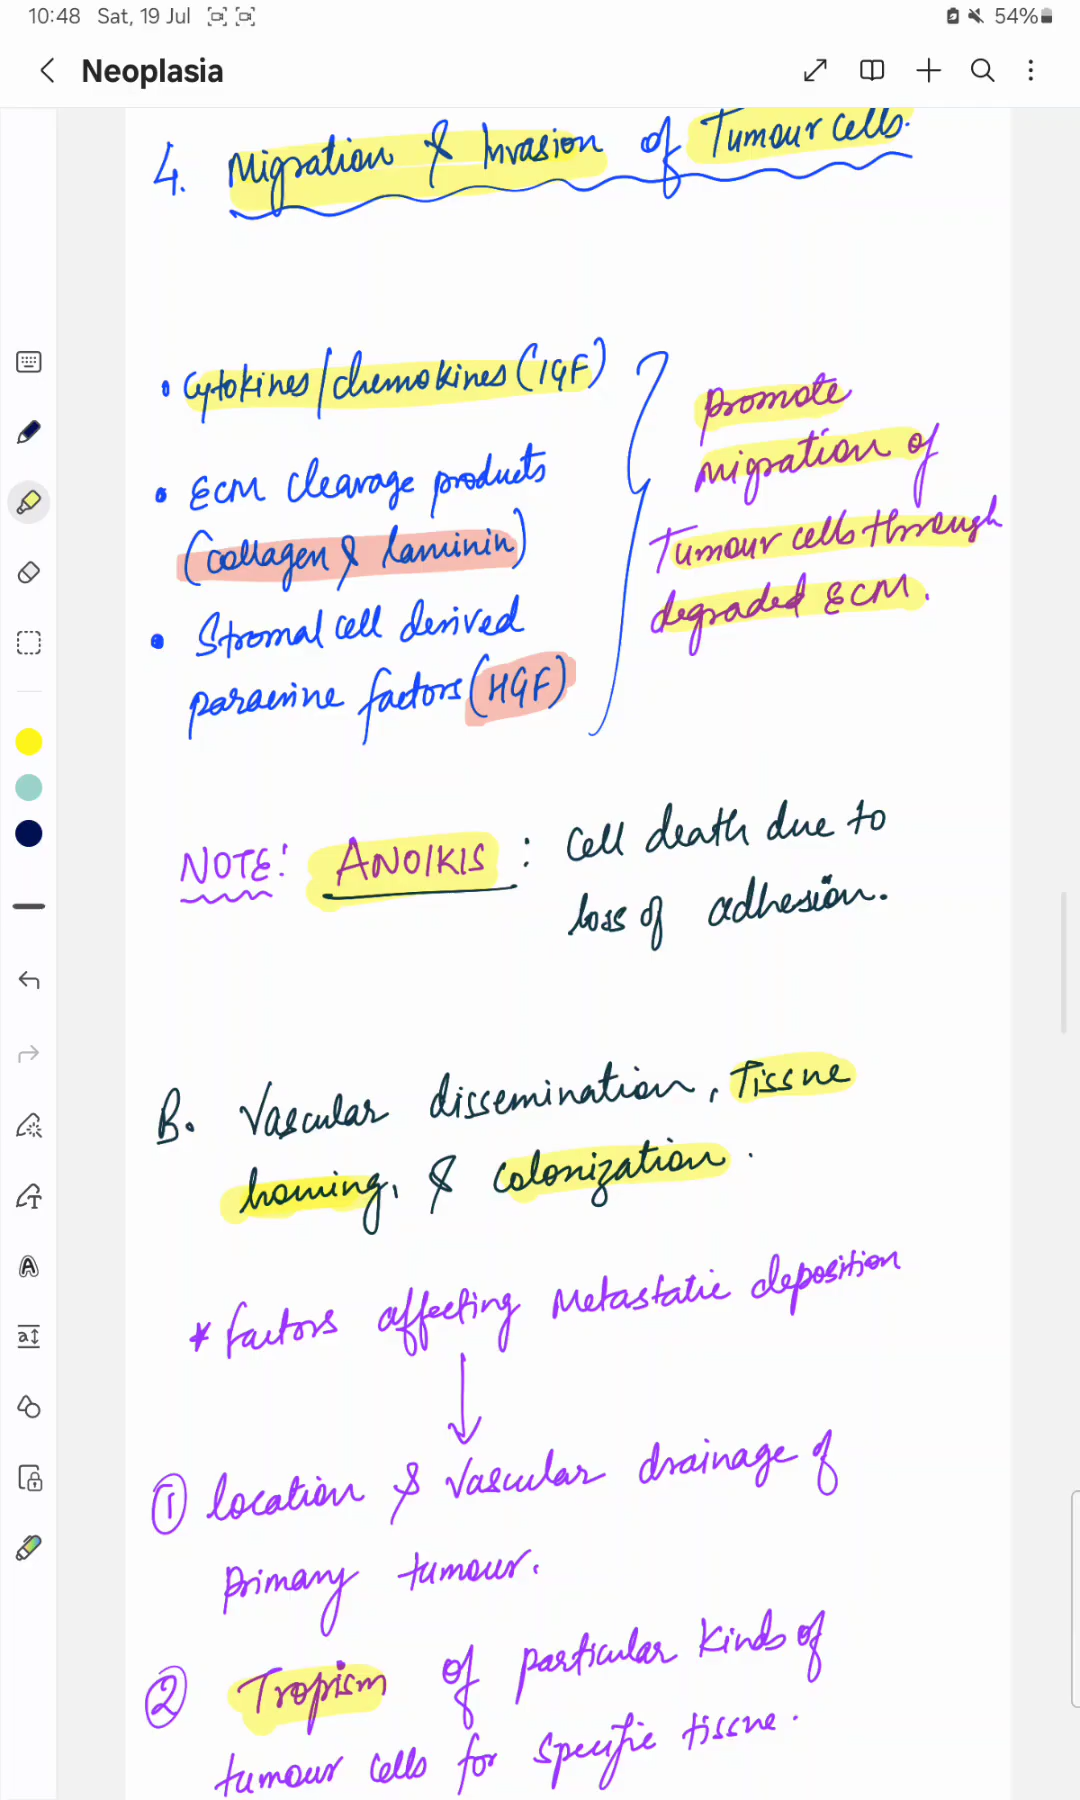 10:48 Sat, 19 Jul 54%
Neoplasia
4. Migration & Invasion of Tumour cells.
• Cytokines/chemokines (IGF)
• ECM cleavage products
(collagen & laminin)
• Stromal cell derived
paracrine factors (HGF)
promote
migration of
Tumour cells through
degraded ECM.
NOTE! ANOIKIS : Cell death due to
loss of adhesion.
B. Vascular dissemination, Tissue
homing, & colonization.
* factors affecting Metastatic deposition
① location & vascular drainage of
primary tumour.
② Tropism of particular kinds of
tumour cells for specific tissue.